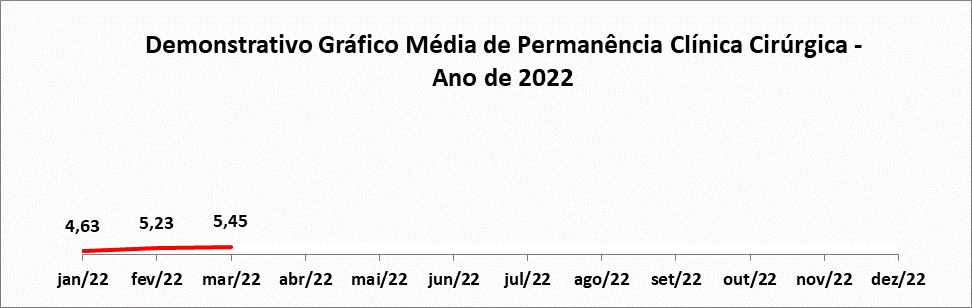 Demonstrativo Gráfico Média de Permanência Clínica Cirúrgica -
Ano de 2022
4,63 5,23 5,45
jan/22 fev/22 mar/22 abr/22 mai/22 jun/22 jul/22 ago/22 set/22 out/22 nov/22 dez/22